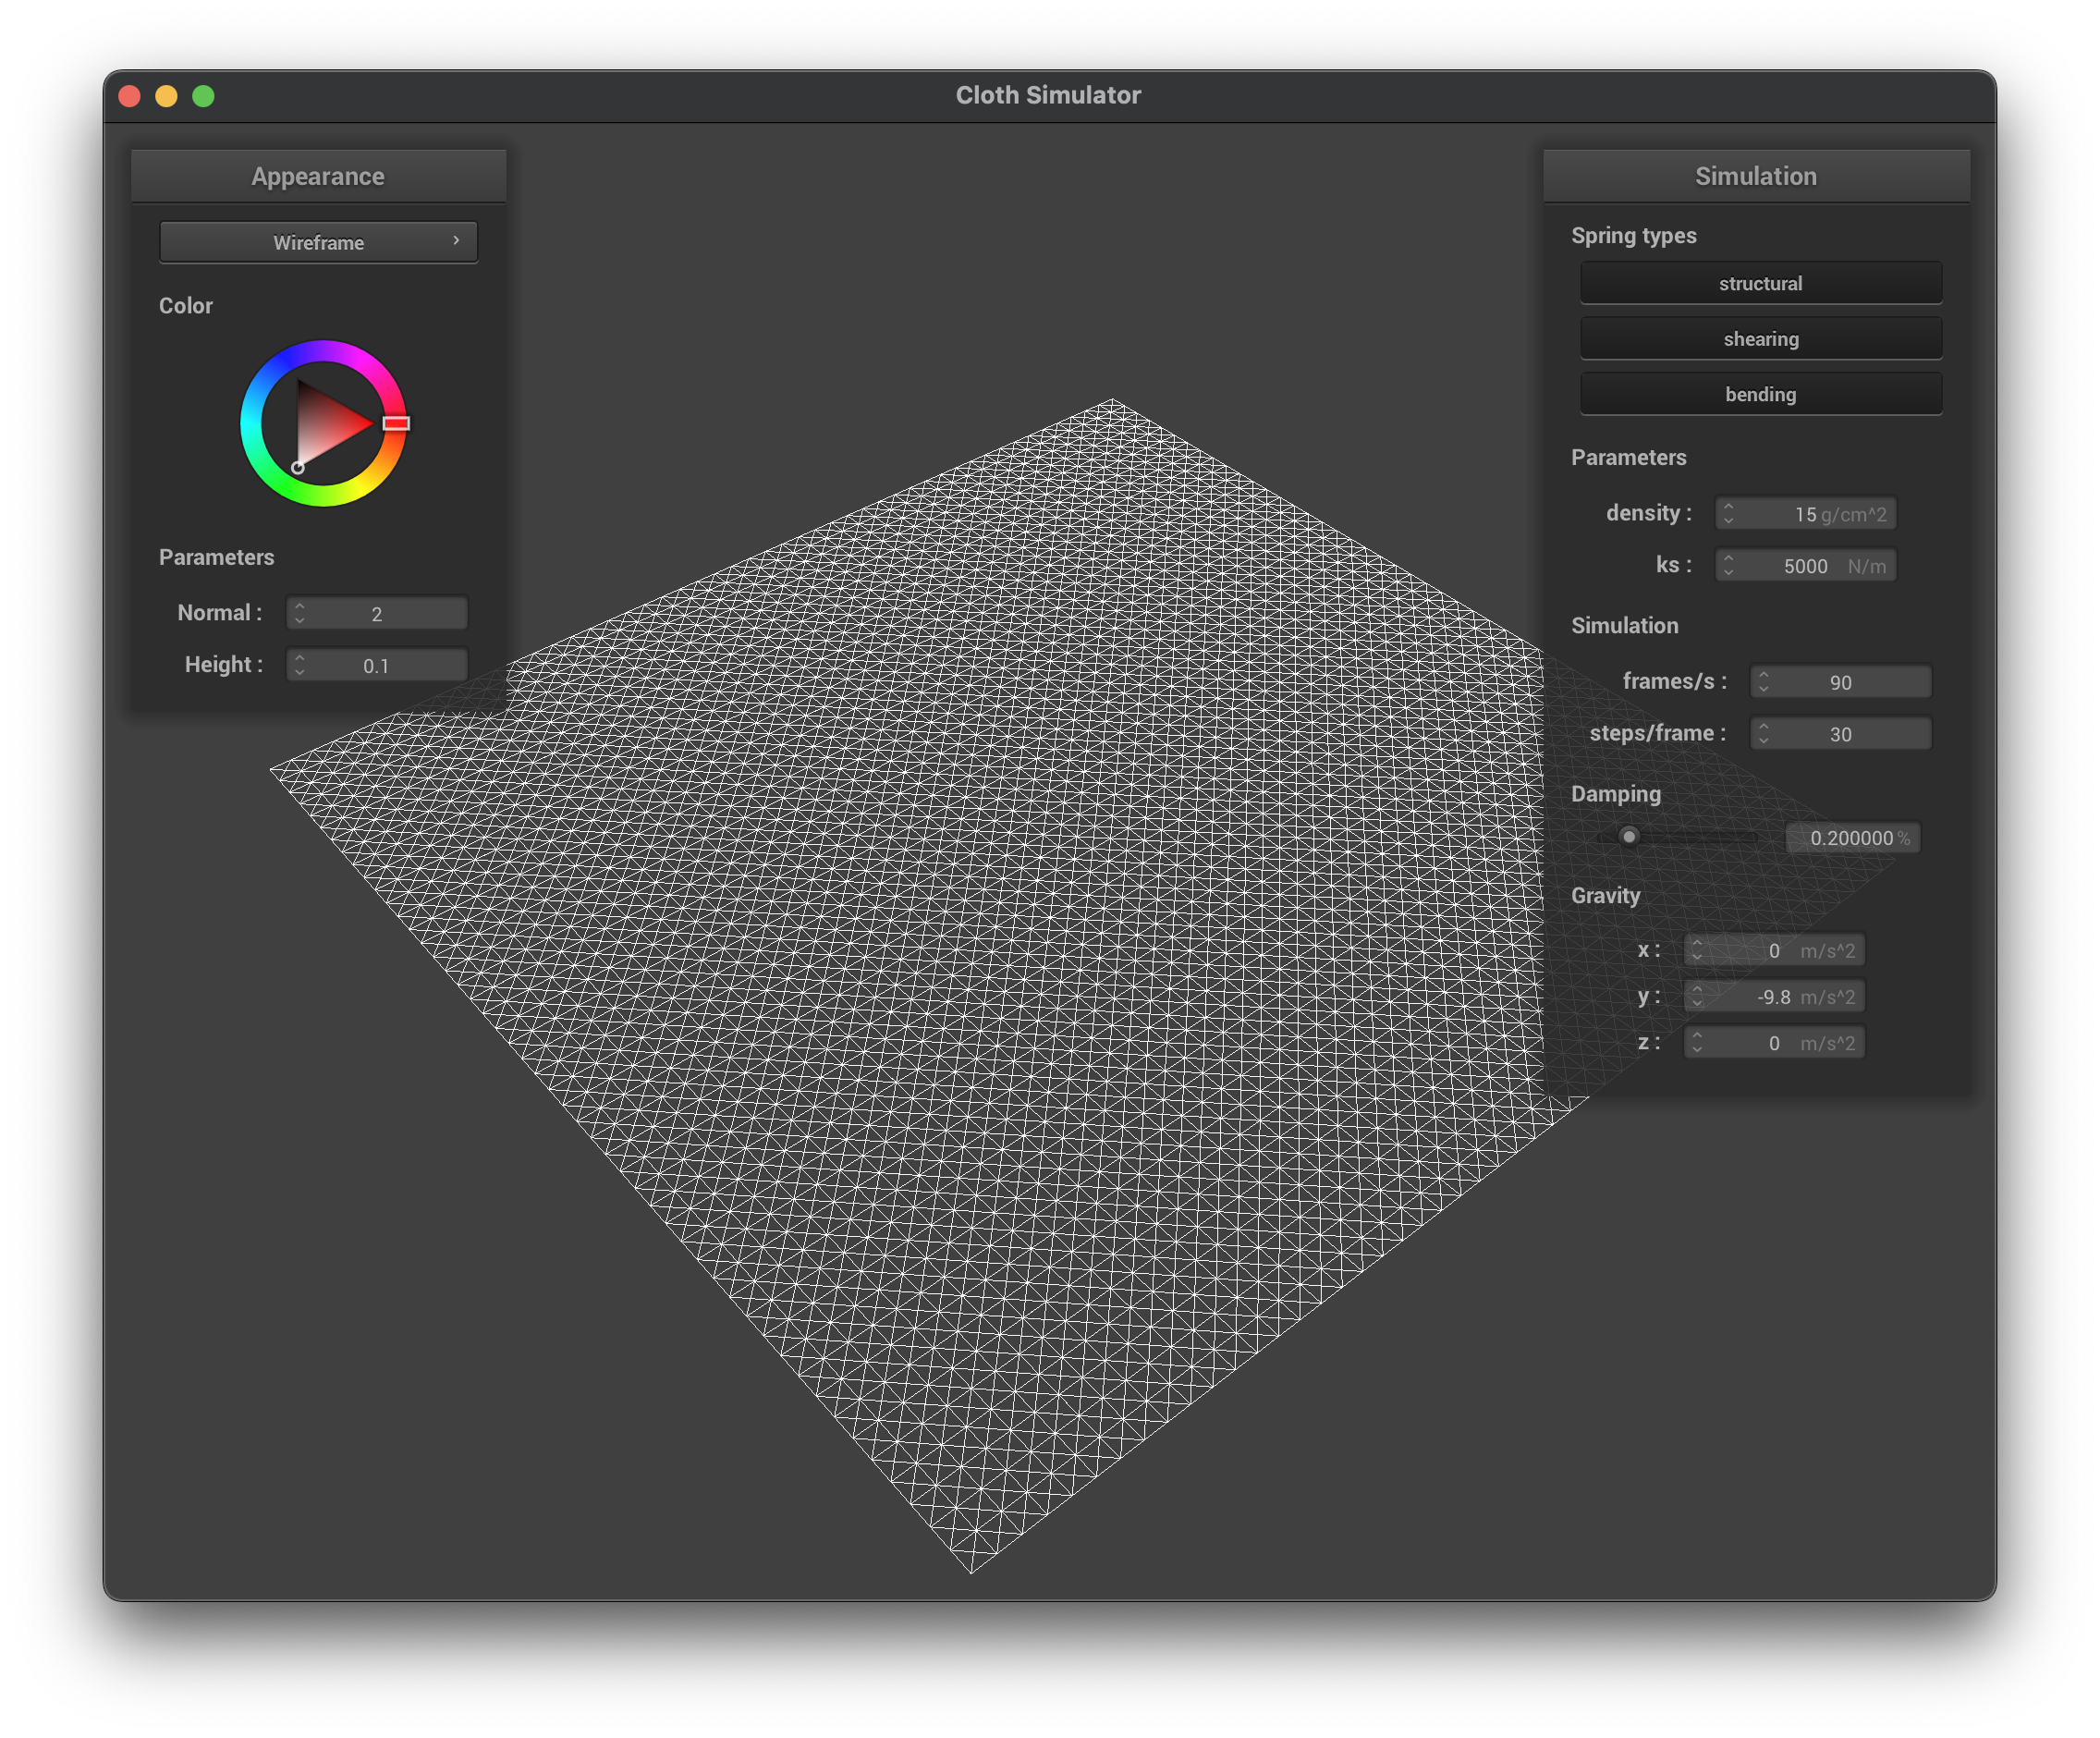 Cloth Simulator
Appearance
Wireframe
Color
Parameters
Normal : 2
Height : 0.1
Simulation
Spring types
structural
shearing
bending
Parameters
density : 15 g/cm^2
ks : 5000 N/m
Simulation
frames/s : 90
steps/frame : 30
Damping
0.200000 %
Gravity
x : 0 m/s^2
y : -9.8 m/s^2
z : 0 m/s^2